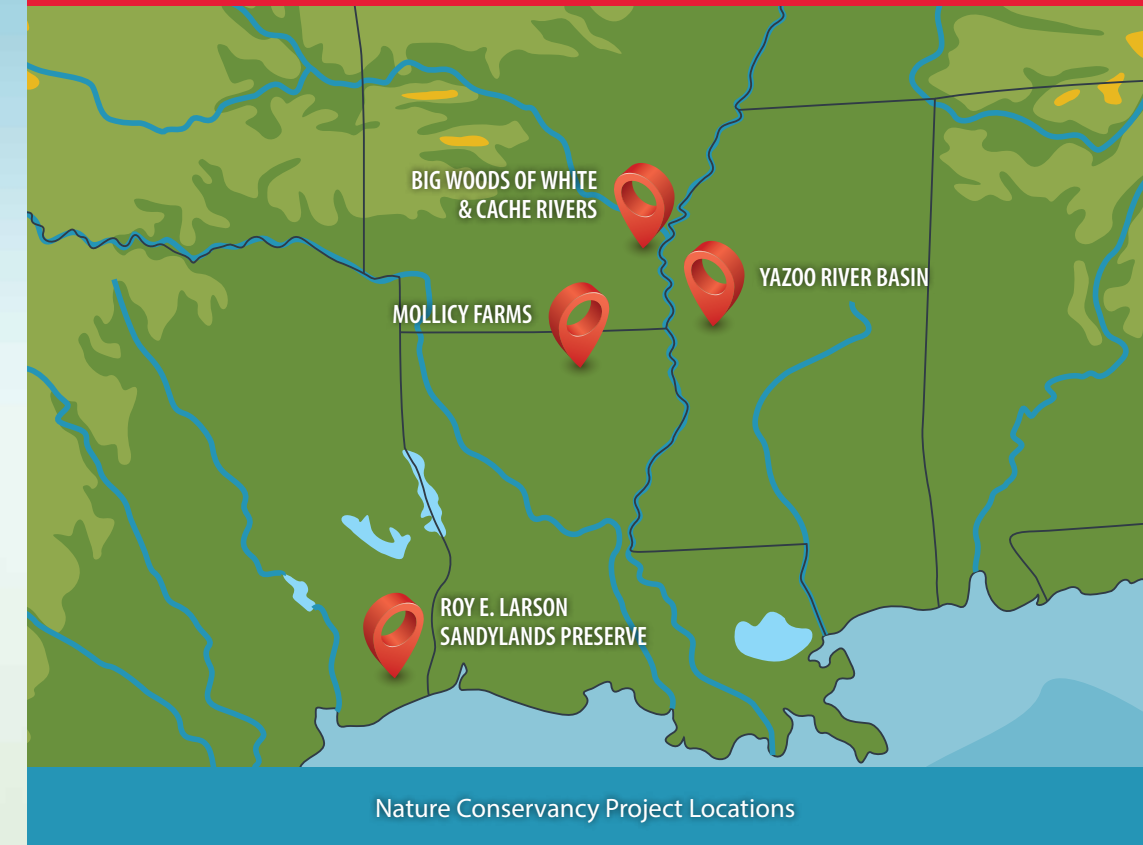 BIG WOODS OF WHITE
& CACHE RIVERS
YAZOO RIVER BASIN
MOLLICY FARMS
ROY E. LARSON
SANDYLANDS PRESERVE
Nature Conservancy Project Locations